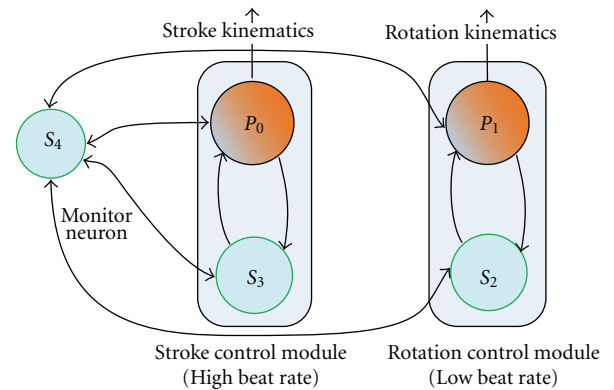 Stroke kinematics
Rotation kinematics
S4
P0
P1
Monitor
neuron
S3
S2
Stroke control module
(High beat rate)
Rotation control module
(Low beat rate)